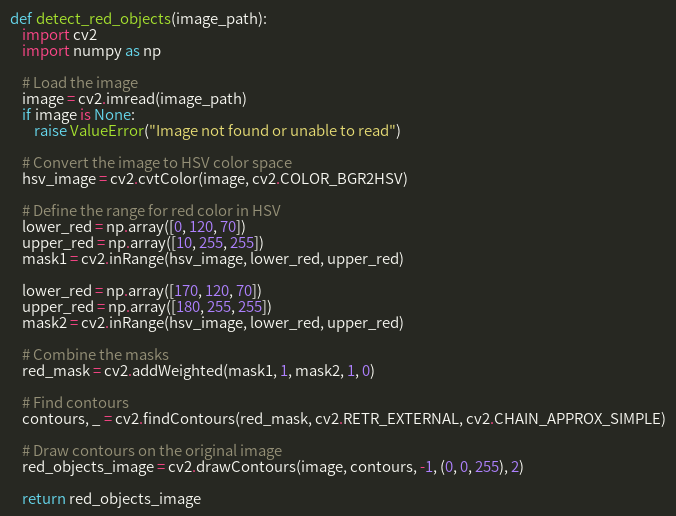 def detect_red_objects(image_path):
    import cv2
    import numpy as np

    # Load the image
    image = cv2.imread(image_path)
    if image is None:
        raise ValueError("Image not found or unable to read")

    # Convert the image to HSV color space
    hsv_image = cv2.cvtColor(image, cv2.COLOR_BGR2HSV)

    # Define the range for red color in HSV
    lower_red = np.array([0, 120, 70])
    upper_red = np.array([10, 255, 255])
    mask1 = cv2.inRange(hsv_image, lower_red, upper_red)

    lower_red = np.array([170, 120, 70])
    upper_red = np.array([180, 255, 255])
    mask2 = cv2.inRange(hsv_image, lower_red, upper_red)

    # Combine the masks
    red_mask = cv2.addWeighted(mask1, 1, mask2, 1, 0)

    # Find contours
    contours, _ = cv2.findContours(red_mask, cv2.RETR_EXTERNAL, cv2.CHAIN_APPROX_SIMPLE)

    # Draw contours on the original image
    red_objects_image = cv2.drawContours(image, contours, -1, (0, 0, 255), 2)

    return red_objects_image